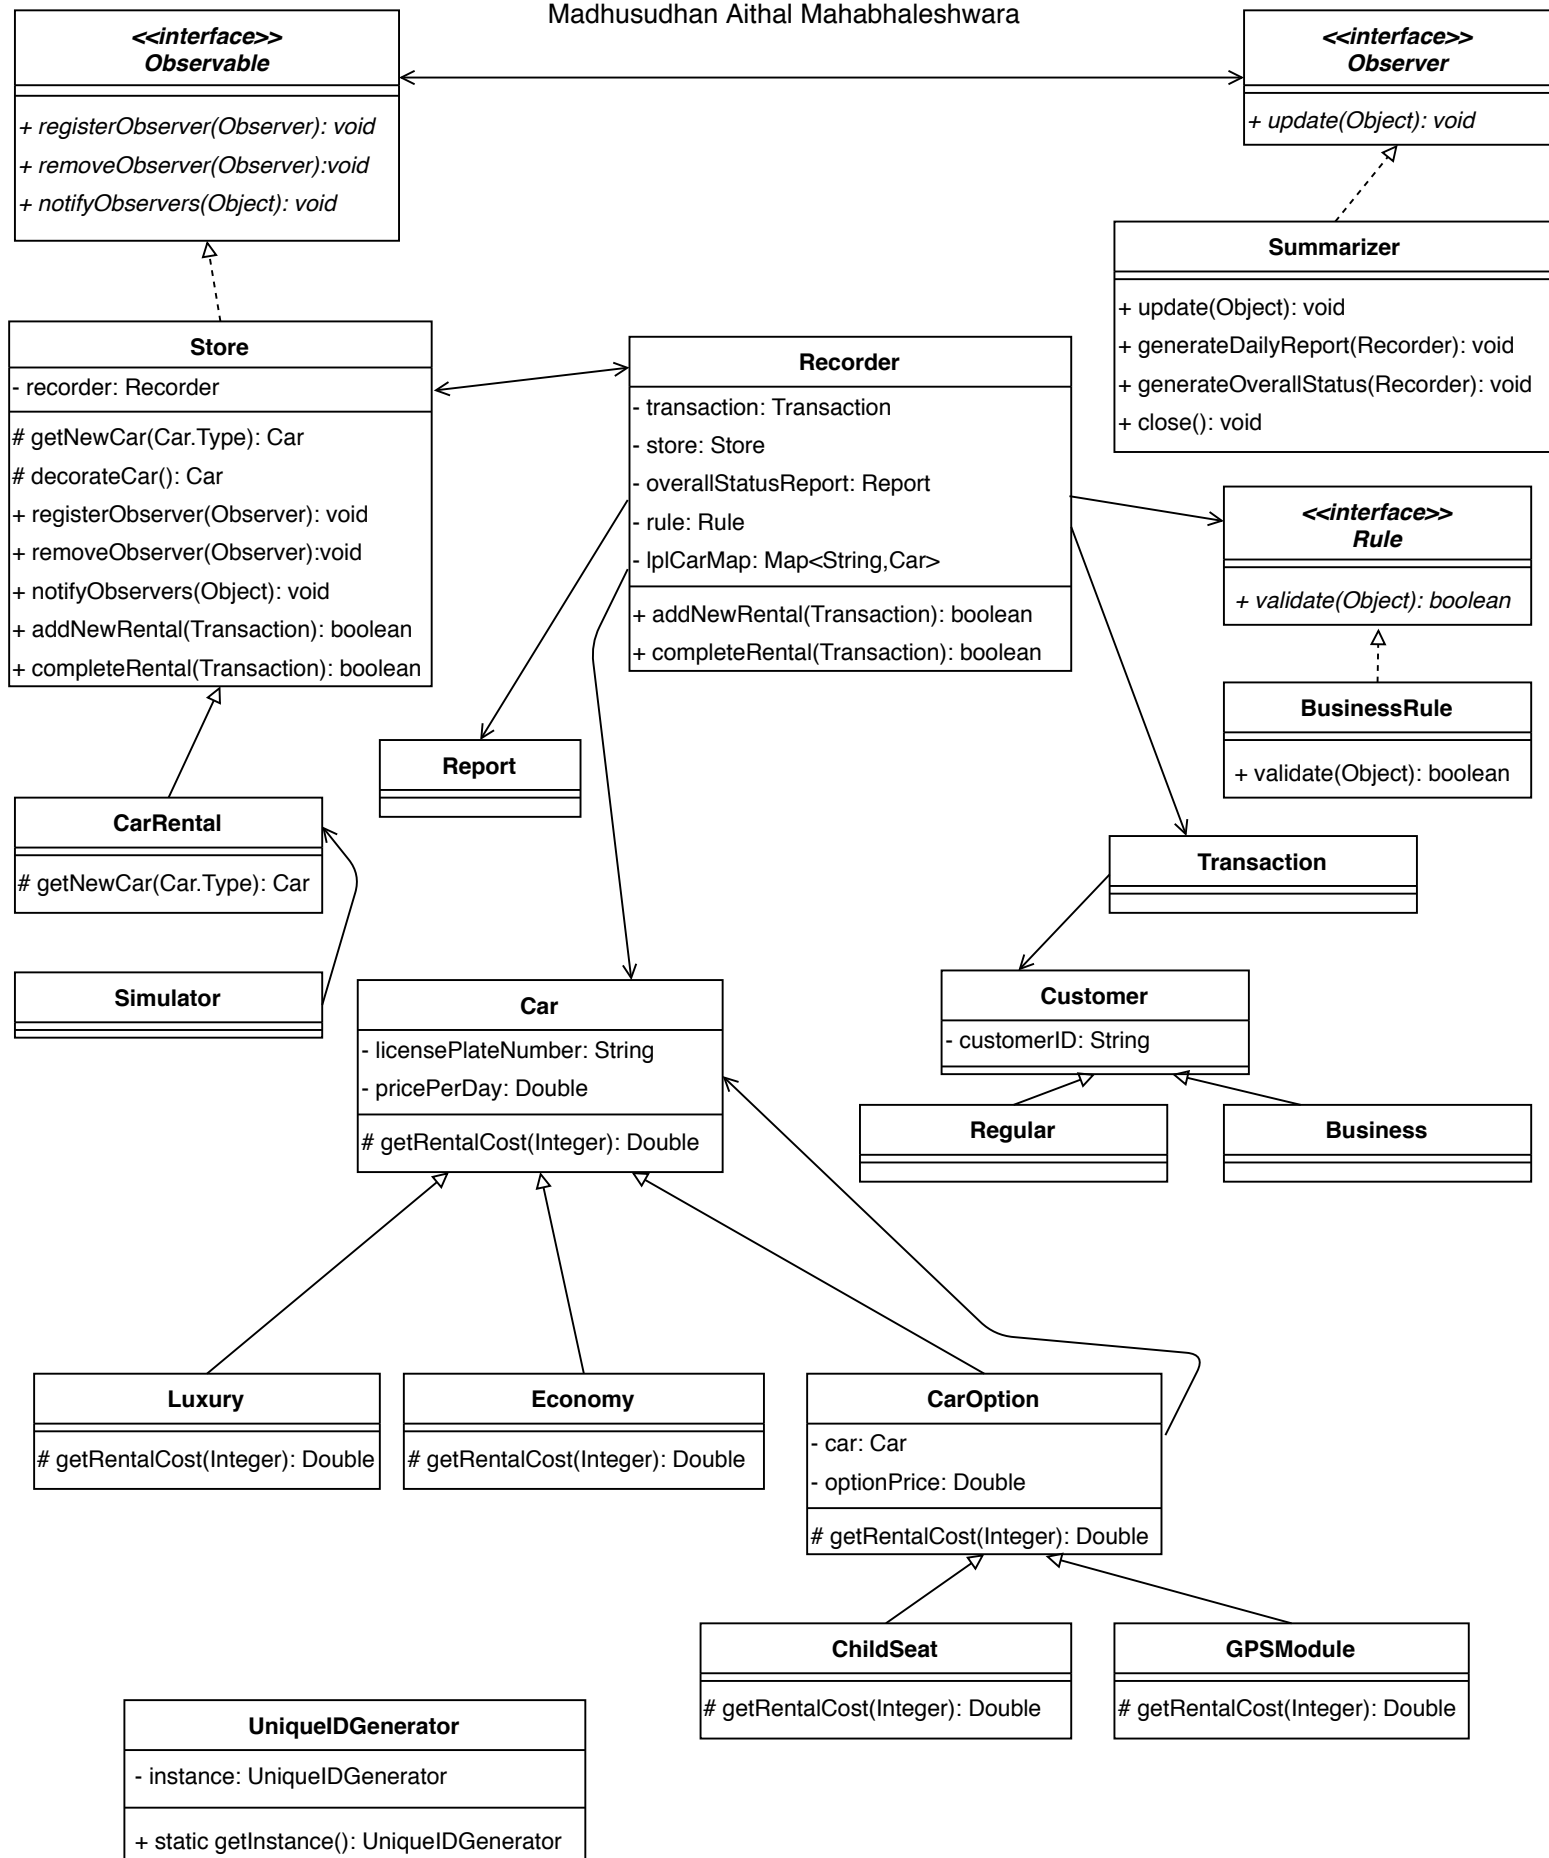 Madhusudhan Aithal Mahabhaleshwara
<<interface>>
Observable
+ registerObserver(Observer): void
+ removeObserver(Observer):void
+ notifyObservers(Object): void
<<interface>>
Observer
+ update(Object): void
Summarizer
+ update(Object): void
+ generateDailyReport(Recorder): void
+ generateOverallStatus(Recorder): void
+ close(): void
Store
- recorder: Recorder
# getNewCar(Car.Type): Car
# decorateCar(): Car
+ registerObserver(Observer): void
+ removeObserver(Observer):void
+ notifyObservers(Object): void
+ addNewRental(Transaction): boolean
+ completeRental(Transaction): boolean
Recorder
- transaction: Transaction
- store: Store
- overallStatusReport: Report
- rule: Rule
- lplCarMap: Map<String,Car>
+ addNewRental(Transaction): boolean
+ completeRental(Transaction): boolean
<<interface>>
Rule
+ validate(Object): boolean
BusinessRule
+ validate(Object): boolean
Report
CarRental
# getNewCar(Car.Type): Car
Transaction
Simulator
Car
- licensePlateNumber: String
- pricePerDay: Double
# getRentalCost(Integer): Double
Customer
- customerID: String
Regular
Business
Luxury
# getRentalCost(Integer): Double
Economy
# getRentalCost(Integer): Double
CarOption
- car: Car
- optionPrice: Double
# getRentalCost(Integer): Double
ChildSeat
# getRentalCost(Integer): Double
GPSModule
# getRentalCost(Integer): Double
UniqueIDGenerator
- instance: UniqueIDGenerator
+ static getInstance(): UniqueIDGenerator